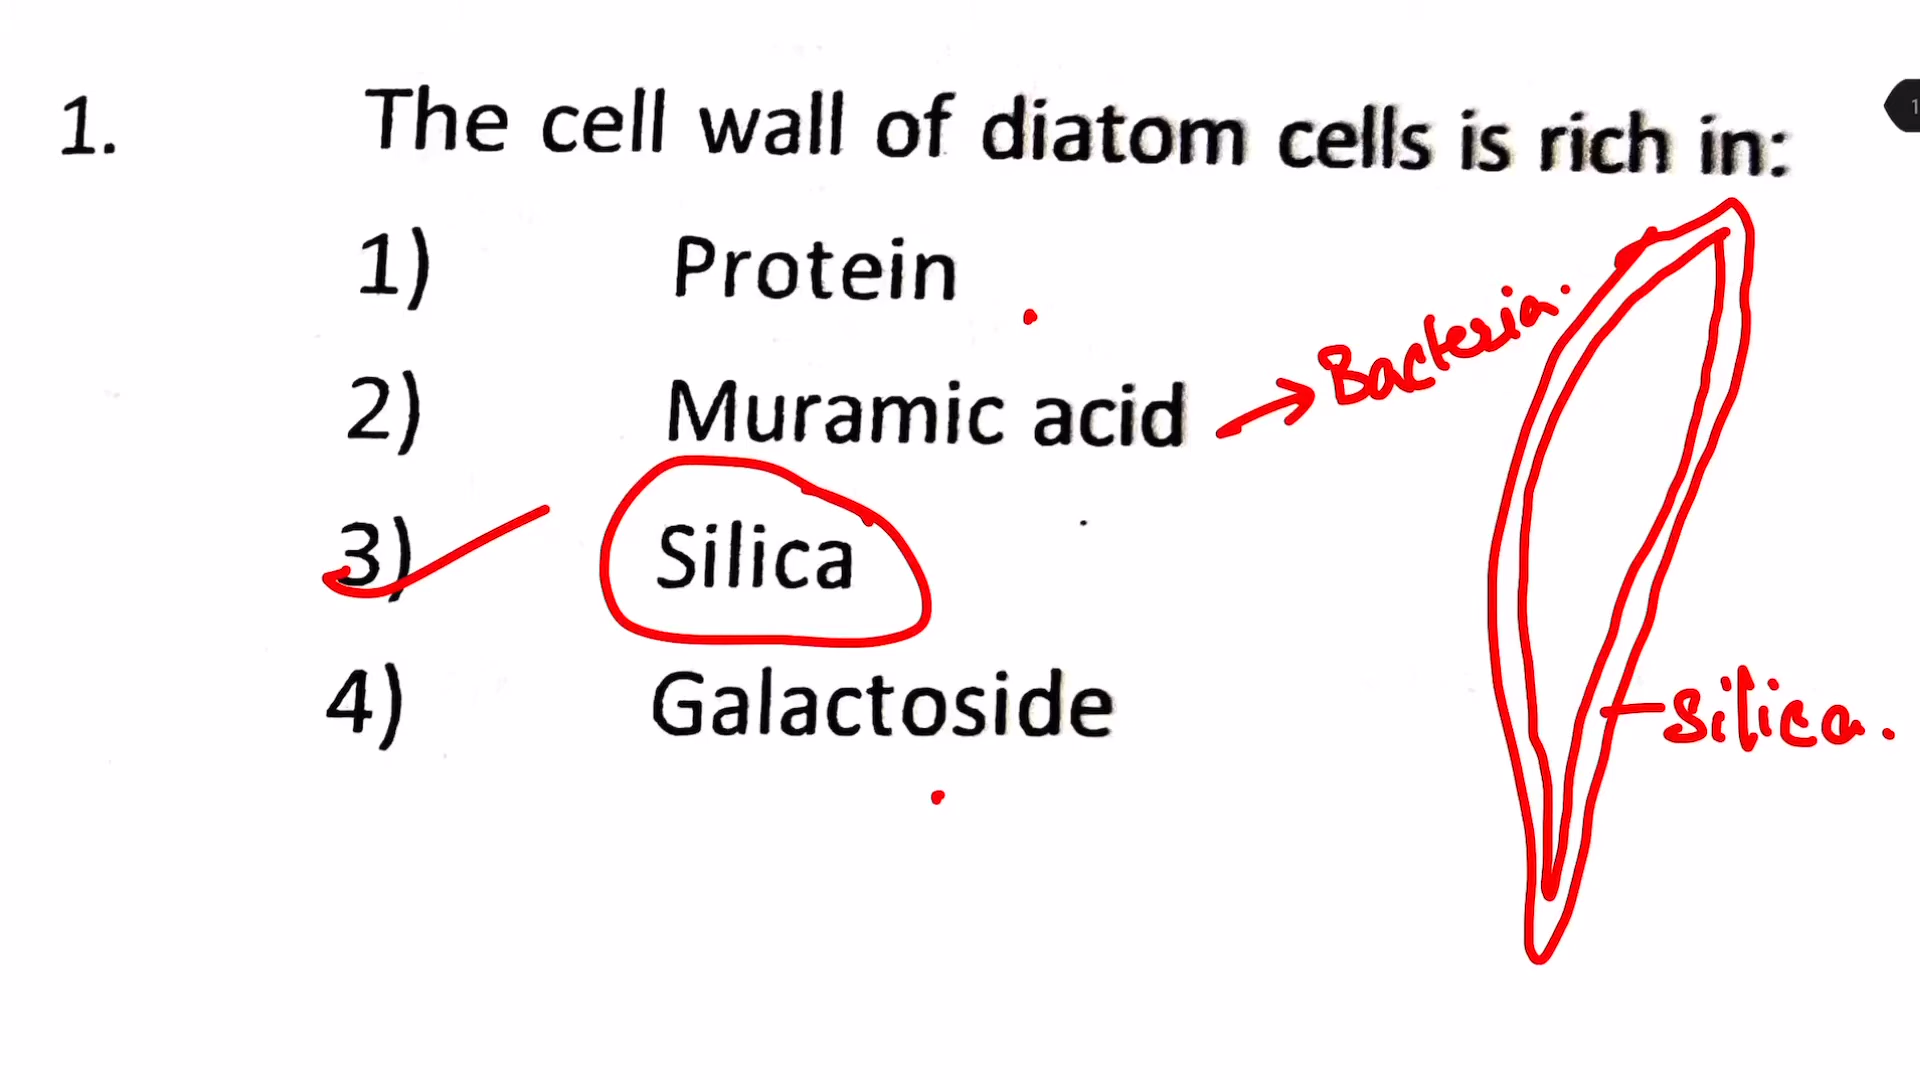 1. The cell wall of diatom cells is rich in:
1) Protein
2) Muramic acid → Bacteria.
3) Silica
4) Galactoside
Silica.
1